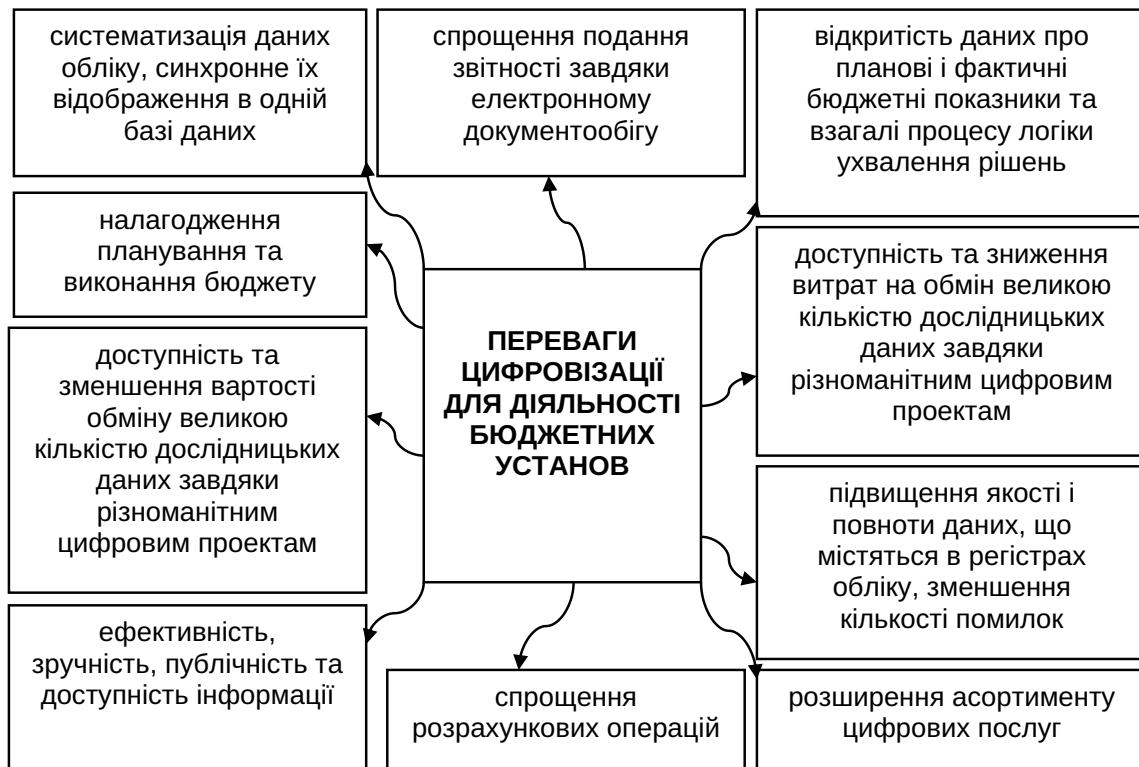 систематизація даних
обліку, синхронне їх
відображення в одній
базі даних
спрощення подання
звітності завдяки
електронному
документообігу
відкритість даних про
планові і фактичні
бюджетні показники та
взагалі процесу логіки
ухвалення рішень
налагодження
планування та
виконання бюджету
доступність та зниження
витрат на обмін великою
кількістю дослідницьких
даних завдяки
різноманітним цифровим
проектам
ПЕРЕВАГИ
ЦИФРОВІЗАЦІЇ
ДЛЯ ДІЯЛЬНОСТІ
БЮДЖЕТНИХ
УСТАНОВ
доступність та
зменшення вартості
обміну великою
кількістю дослідницьких
даних завдяки
різноманітним
цифровим проектам
підвищення якості і
повноти даних, що
містяться в регістрах
обліку, зменшення
кількості помилок
ефективність,
зручність, публічність та
доступність інформації
спрощення
розрахункових операцій
розширення асортименту
цифрових послуг